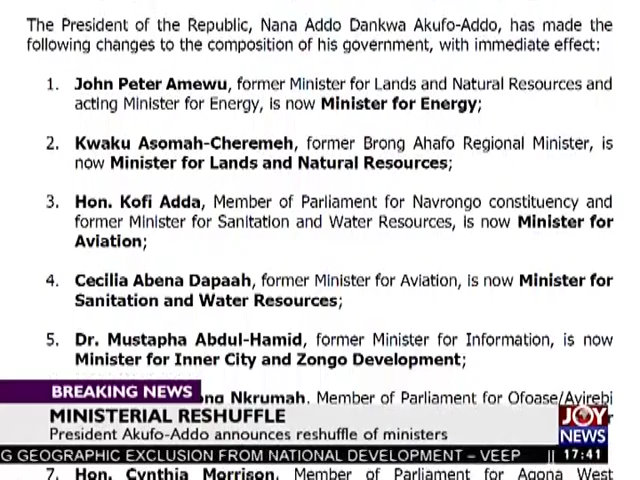 The President of the Republic, Nana Addo Dankwa Akufo-Addo, has made the
following changes to the composition of his government, with immediate effect:
1. John Peter Amewu, former Minister for Lands and Natural Resources and
acting Minister for Energy, is now Minister for Energy;
2. Kwaku Asomah-Cheremeh, former Brong Ahafo Regional Minister, is
now Minister for Lands and Natural Resources;
3. Hon. Kofi Adda, Member of Parliament for Navrongo constituency and
former Minister for Sanitation and Water Resources, is now Minister for
Aviation;
4. Cecilia Abena Dapaah, former Minister for Aviation, is now Minister for
Sanitation and Water Resources;
5. Dr. Mustapha Abdul-Hamid, former Minister for Information, is now
Minister for Inner City and Zongo Development;
Nkrumah, Member of Parliament for Ofoase/Ayirebi
BREAKING NEWS
MINISTERIAL RESHUFFLE
President Akufo-Addo announces reshuffle of ministers
JOY
NEWS
G GEOGRAPHIC EXCLUSION FROM NATIONAL DEVELOPMENT – VEEP || 17:41
7. Hon. Cynthia Morrison, Member of Parliament for Agona West